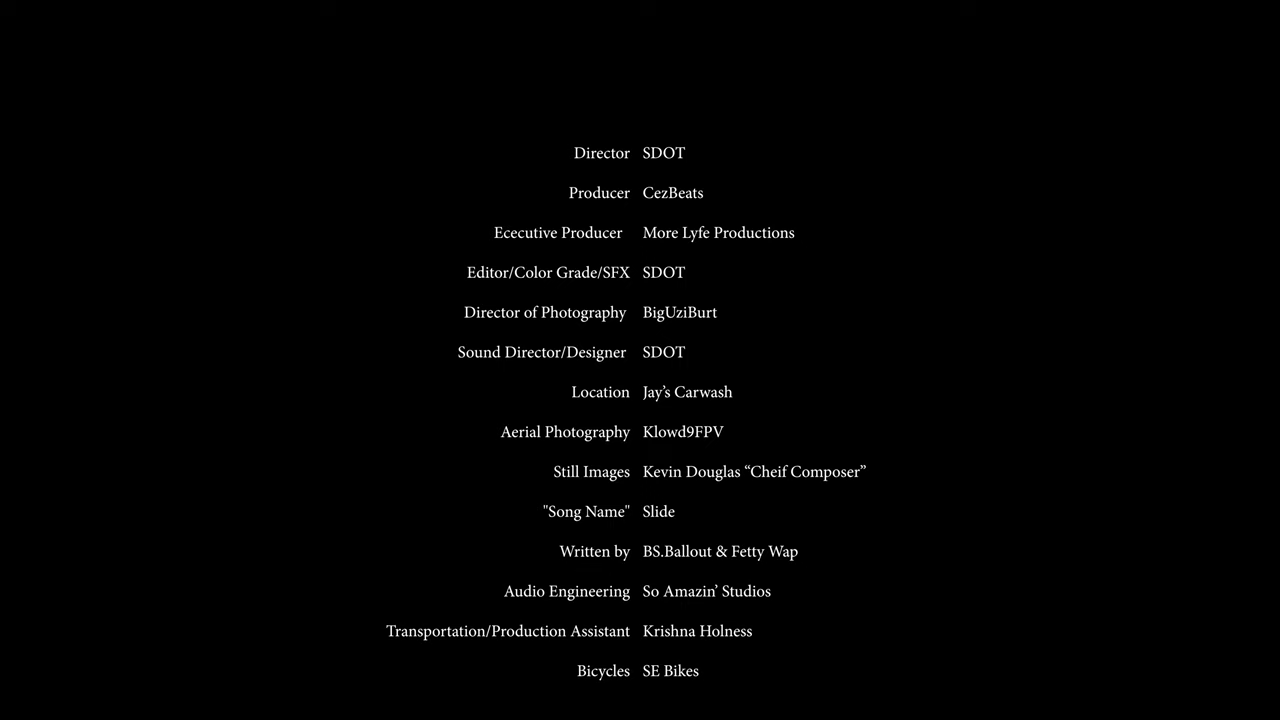 Director SDOT
Producer CezBeats
Ececutive Producer More Lyfe Productions
Editor/Color Grade/SFX SDOT
Director of Photography BigUziBurt
Sound Director/Designer SDOT
Location Jay’s Carwash
Aerial Photography Klowd9FPV
Still Images Kevin Douglas “Cheif Composer”
"Song Name" Slide
Written by BS.Ballout & Fetty Wap
Audio Engineering So Amazin’ Studios
Transportation/Production Assistant Krishna Holness
Bicycles SE Bikes